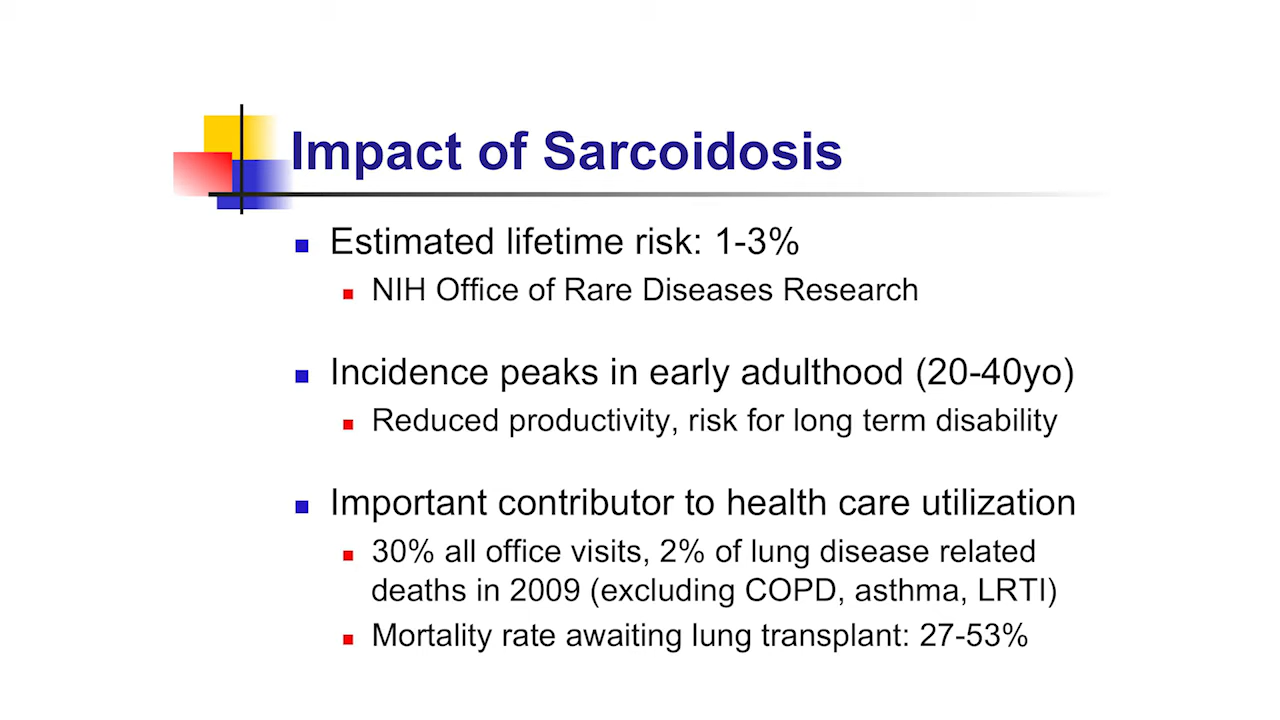 Impact of Sarcoidosis
Estimated lifetime risk: 1-3%
NIH Office of Rare Diseases Research
Incidence peaks in early adulthood (20-40yo)
Reduced productivity, risk for long term disability
Important contributor to health care utilization
30% all office visits, 2% of lung disease related
deaths in 2009 (excluding COPD, asthma, LRTI)
Mortality rate awaiting lung transplant: 27-53%